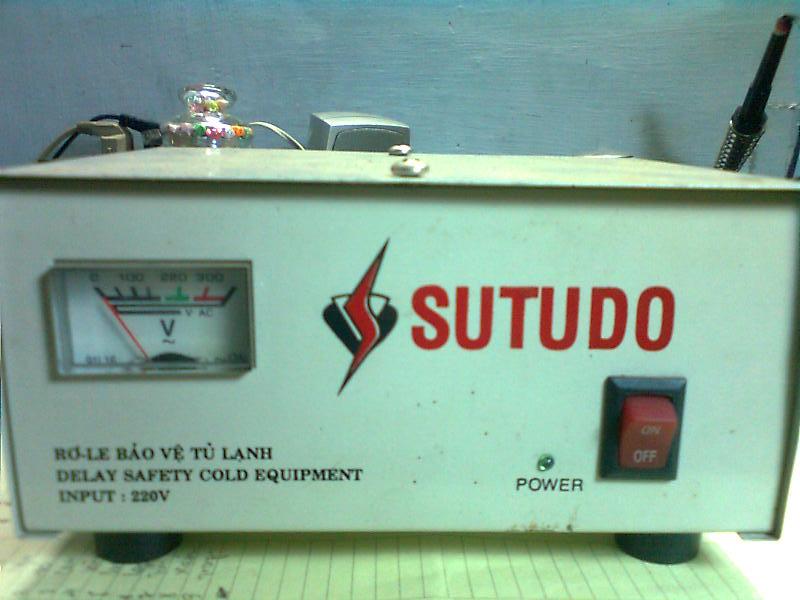 0 100 220 300
V AC
V
~
SUTUDO
ON
OFF
RƠ-LE BẢO VỆ TỦ LẠNH
DELAY SAFETY COLD EQUIPMENT
INPUT : 220V
POWER